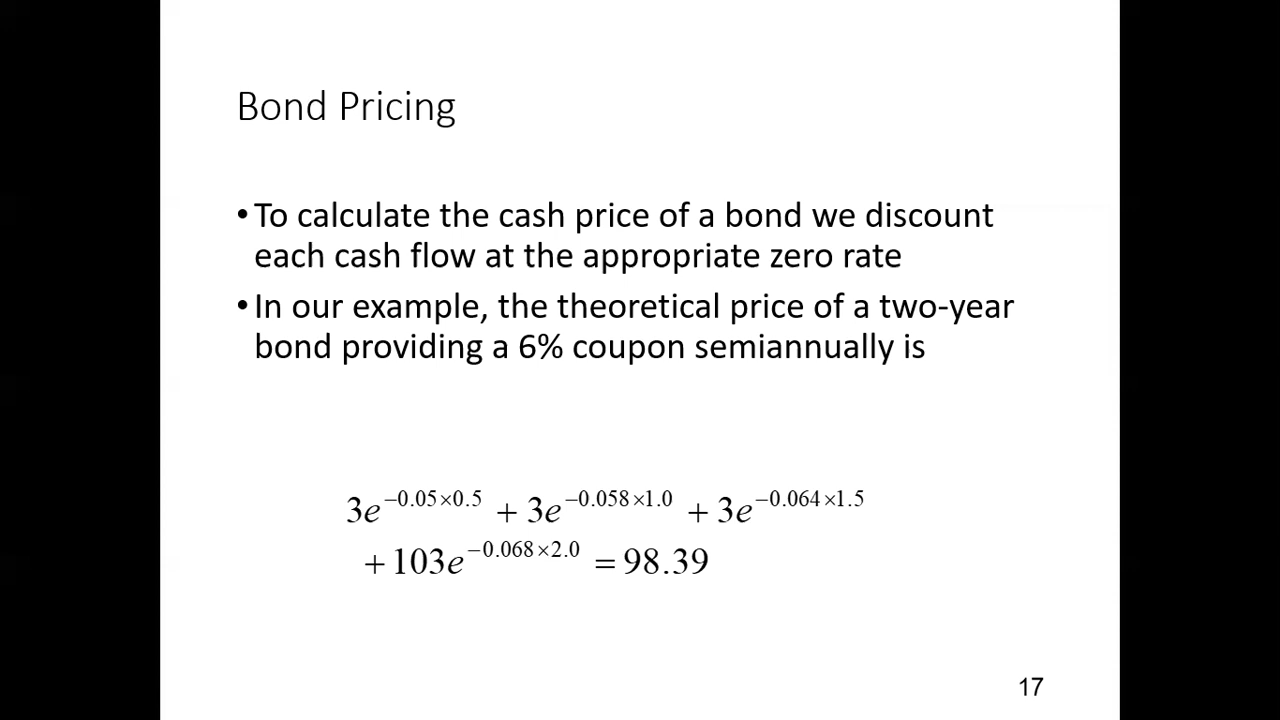 Bond Pricing
• To calculate the cash price of a bond we discount
each cash flow at the appropriate zero rate
• In our example, the theoretical price of a two-year
bond providing a 6% coupon semiannually is
3e^{−0.05×0.5} + 3e^{−0.058×1.0} + 3e^{−0.064×1.5}
+ 103e^{−0.068×2.0} = 98.39
17